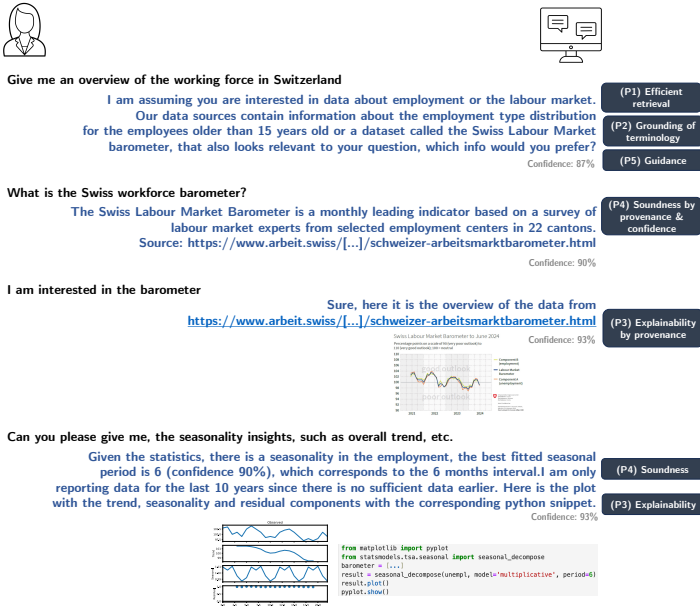 Give me an overview of the working force in Switzerland
I am assuming you are interested in data about employment or the labour market.
Our data sources contain information about the employment type distribution
for the employees older than 15 years old or a dataset called the Swiss Labour Market
barometer, that also looks relevant to your question, which info would you prefer?
Confidence: 87%
(P1) Efficient
retrieval
(P2) Grounding of
terminology
(P5) Guidance
What is the Swiss workforce barometer?
The Swiss Labour Market Barometer is a monthly leading indicator based on a survey of
labour market experts from selected employment centers in 22 cantons.
Source: https://www.arbeit.swiss/[...]/schweizer-arbeitsmarktbarometer.html
Confidence: 90%
(P4) Soundness by
provenance &
confidence
I am interested in the barometer
Sure, here it is the overview of the data from
https://www.arbeit.swiss/[...]/schweizer-arbeitsmarktbarometer.html
Confidence: 93%
(P3) Explainability
by provenance
Swiss Labour Market Barometer to June 2024
poor outlook
2021
2022
2023
2024
Component B
(employment)
Labour Market
Barometer
Component A
(unemployment)
Can you please give me, the seasonality insights, such as overall trend, etc.
Given the statistics, there is a seasonality in the employment, the best fitted seasonal
period is 6 (confidence 90%), which corresponds to the 6 months interval.I am only
reporting data for the last 10 years since there is no sufficient data earlier. Here is the plot
with the trend, seasonality and residual components with the corresponding python snippet.
Confidence: 93%
(P4) Soundness
(P3) Explainability
Observed
from matplotlib import pyplot
from statsmodels.tsa.seasonal import seasonal_decompose
barometer = [...]
result = seasonal_decompose(unempl, model='multiplicative', period=6)
result.plot()
pyplot.show()